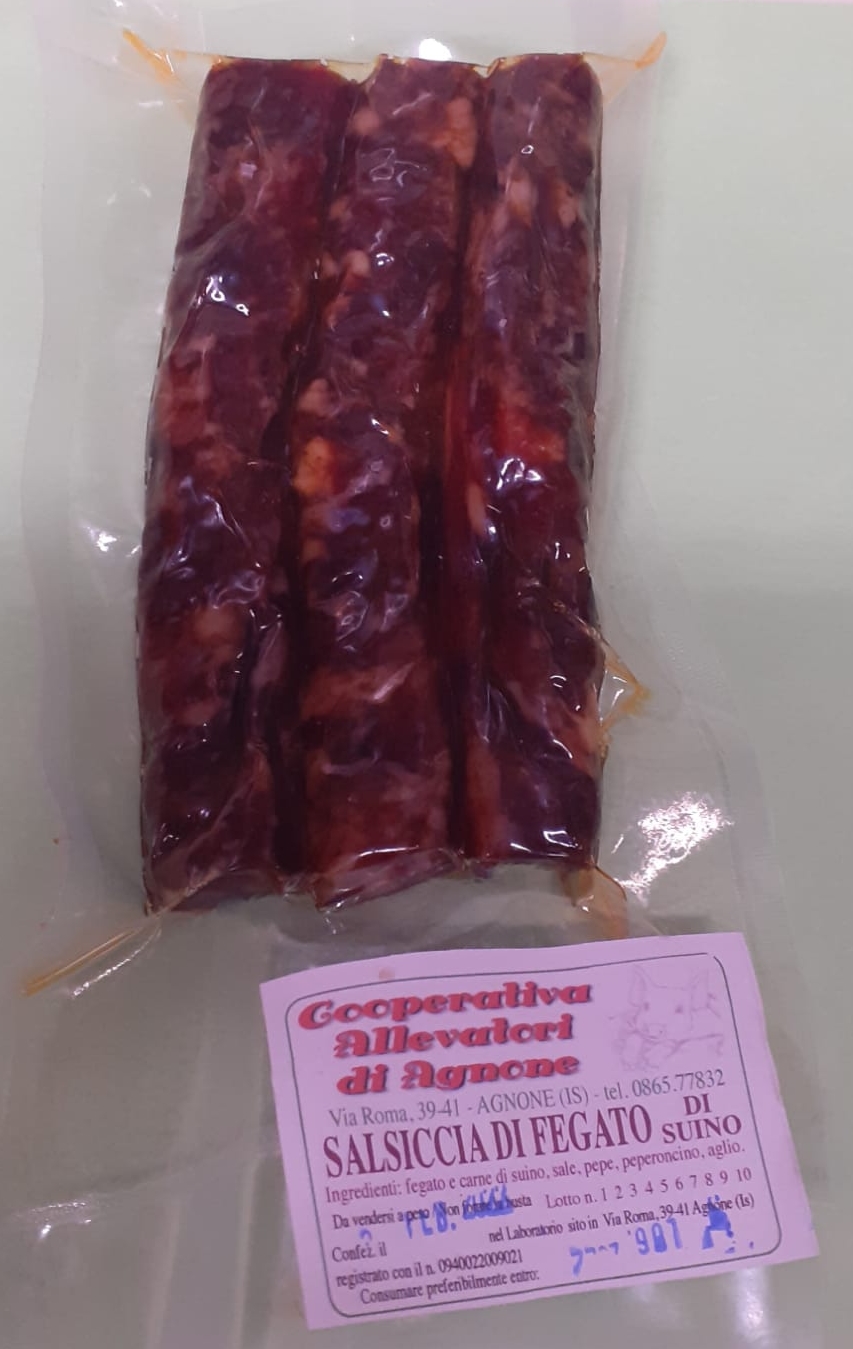 Cooperativa
Allevatori
di Agnone
Via Roma, 39-41 - AGNONE (IS) - tel. 0865.77832
SALSICCIA DI FEGATO DI SUINO
Ingredienti: fegato e carne di suino, sale, pepe, peperoncino, aglio.
Da vendersi a peso / Non forare la busta Lotto n. 1 2 3 4 5 6 7 8 9 10
Confez. il nel Laboratorio sito in Via Roma, 39-41 Agnone (Is)
registrato con il n. 0940022009021
Consumare preferibilmente entro: